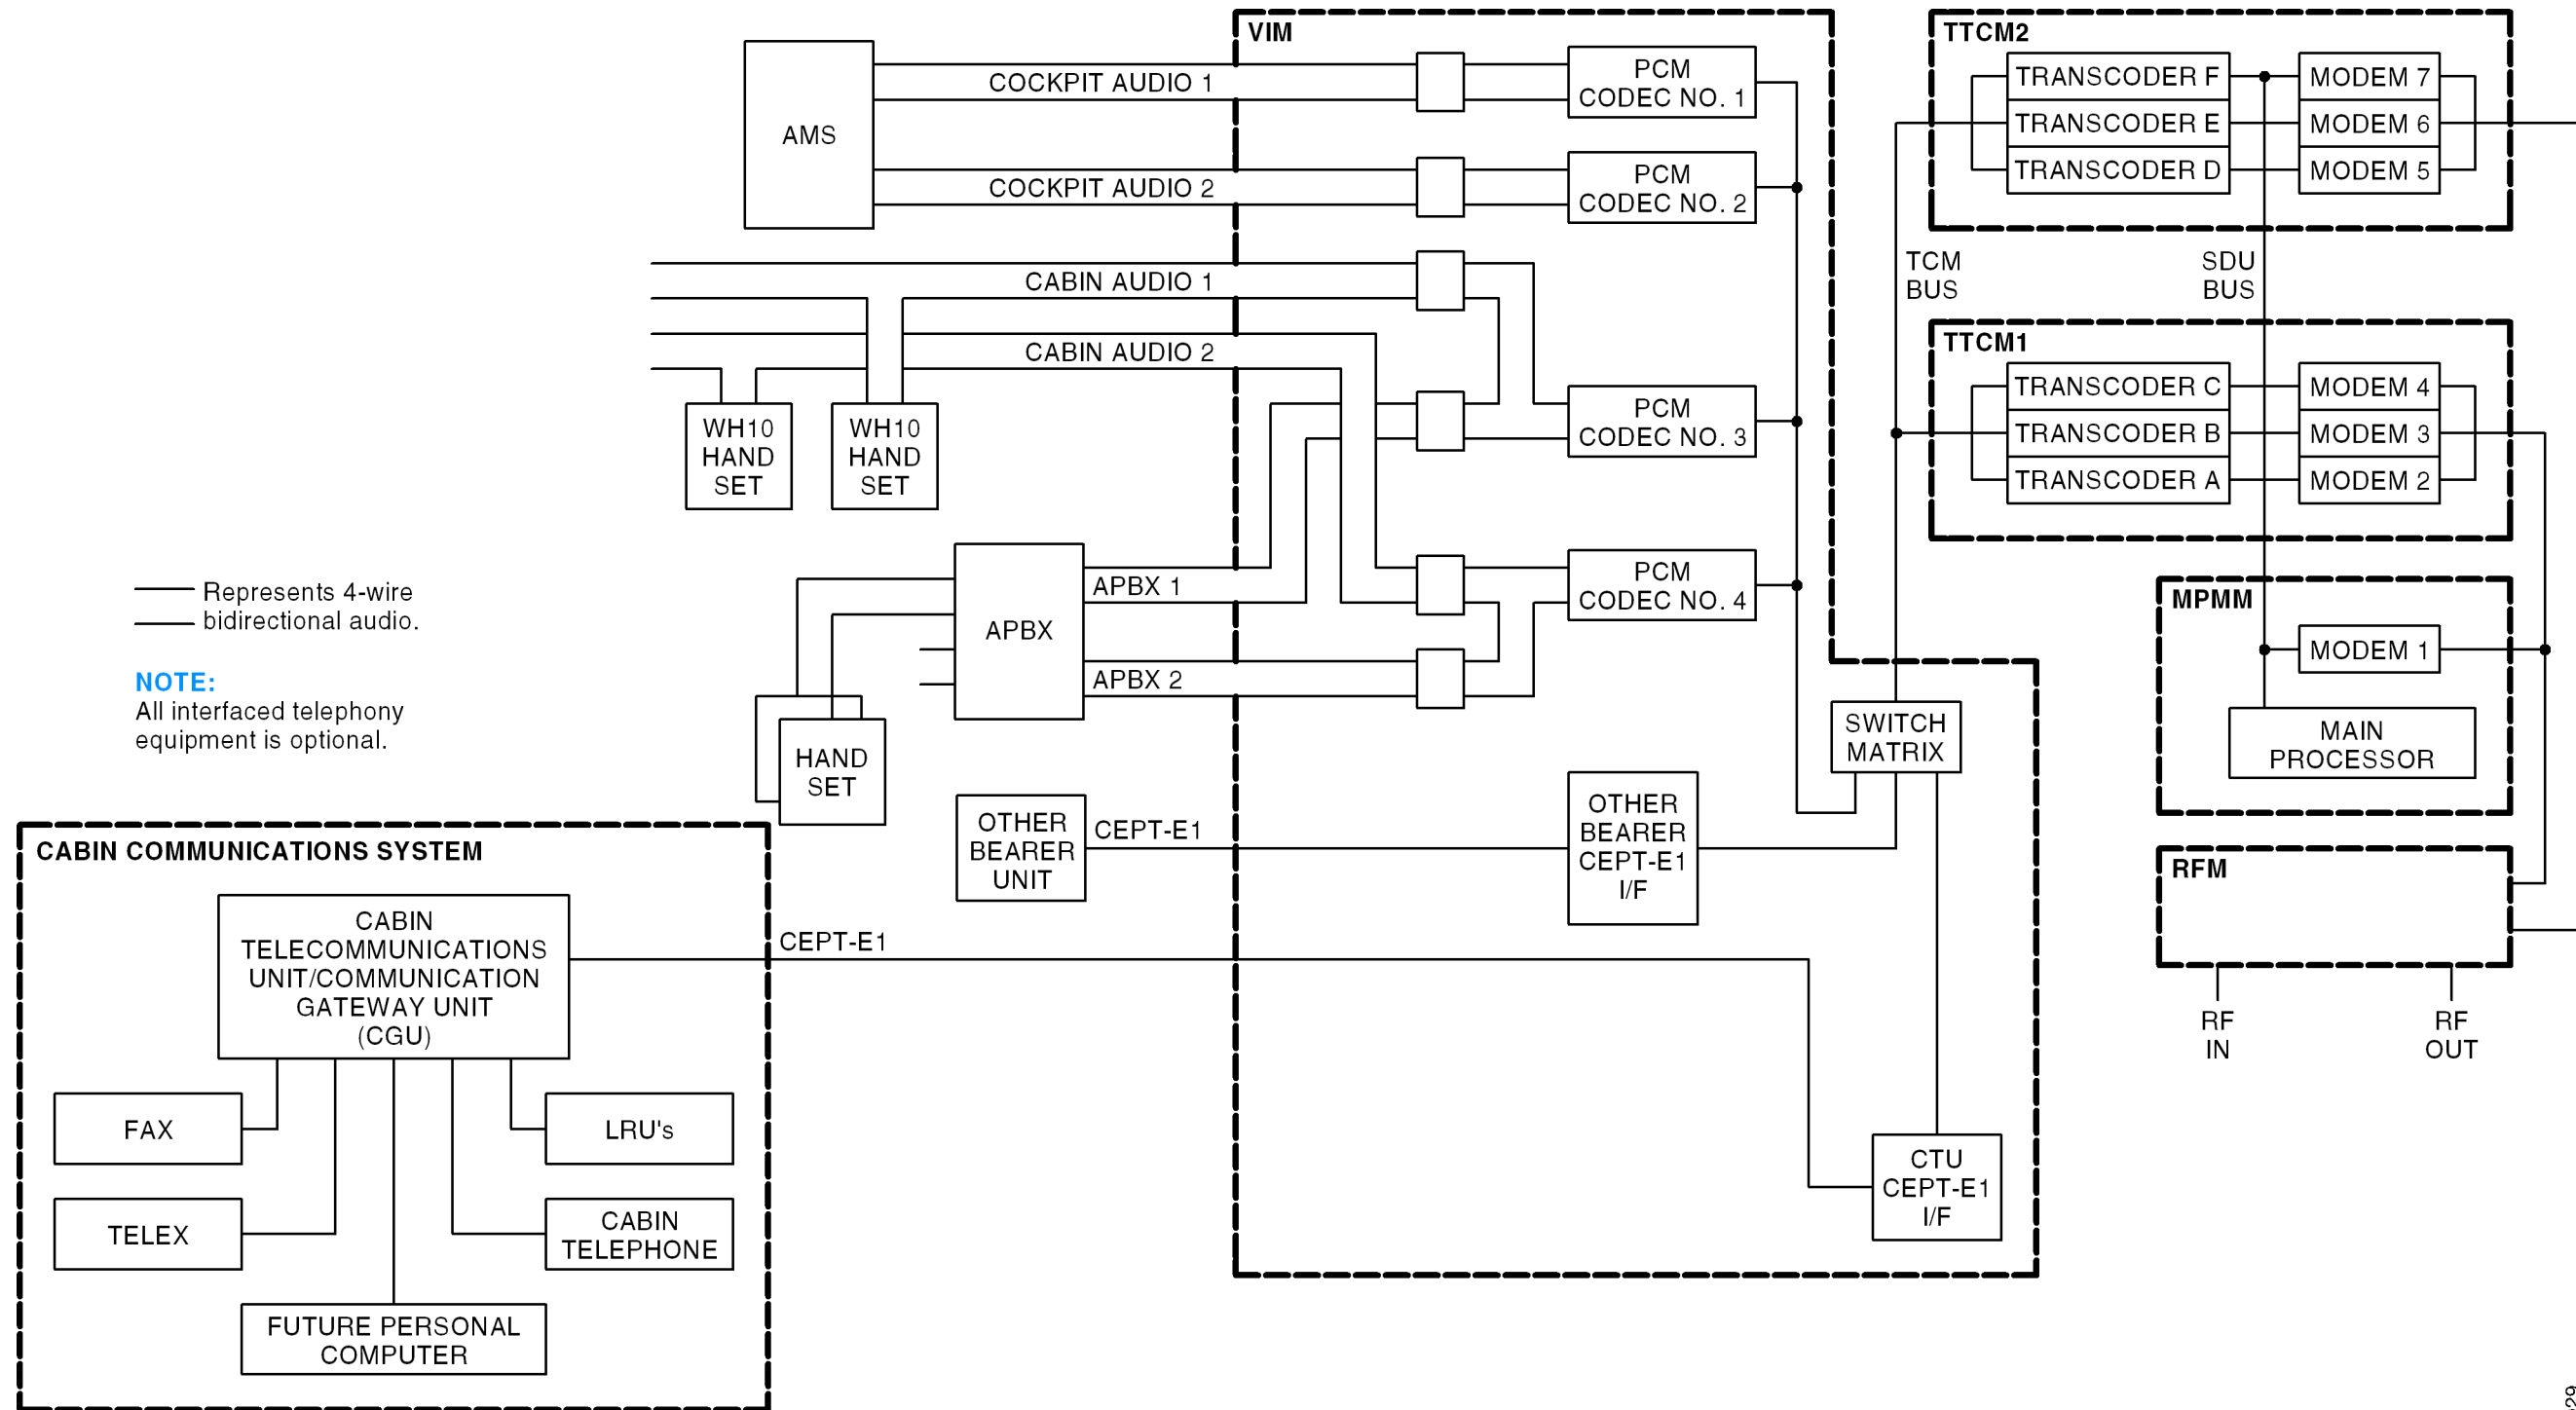 VIM
AMS
COCKPIT AUDIO 1
COCKPIT AUDIO 2
PCM
CODEC NO. 1
PCM
CODEC NO. 2
CABIN AUDIO 1
CABIN AUDIO 2
WH10
HAND
SET
WH10
HAND
SET
PCM
CODEC NO. 3
PCM
CODEC NO. 4
APBX
APBX 1
APBX 2
HAND
SET
Represents 4-wire
bidirectional audio.
NOTE:
All interfaced telephony
equipment is optional.
OTHER
BEARER
UNIT
CEPT-E1
OTHER
BEARER
CEPT-E1
I/F
SWITCH
MATRIX
CTU
CEPT-E1
I/F
TTCM2
TRANSCODER F
TRANSCODER E
TRANSCODER D
MODEM 7
MODEM 6
MODEM 5
TCM
BUS
SDU
BUS
TTCM1
TRANSCODER C
TRANSCODER B
TRANSCODER A
MODEM 4
MODEM 3
MODEM 2
MPMM
MODEM 1
MAIN
PROCESSOR
RFM
RF
IN
RF
OUT
CABIN COMMUNICATIONS SYSTEM
CABIN
TELECOMMUNICATIONS
UNIT/COMMUNICATION
GATEWAY UNIT
(CGU)
CEPT-E1
FAX
LRU's
TELEX
CABIN
TELEPHONE
FUTURE PERSONAL
COMPUTER